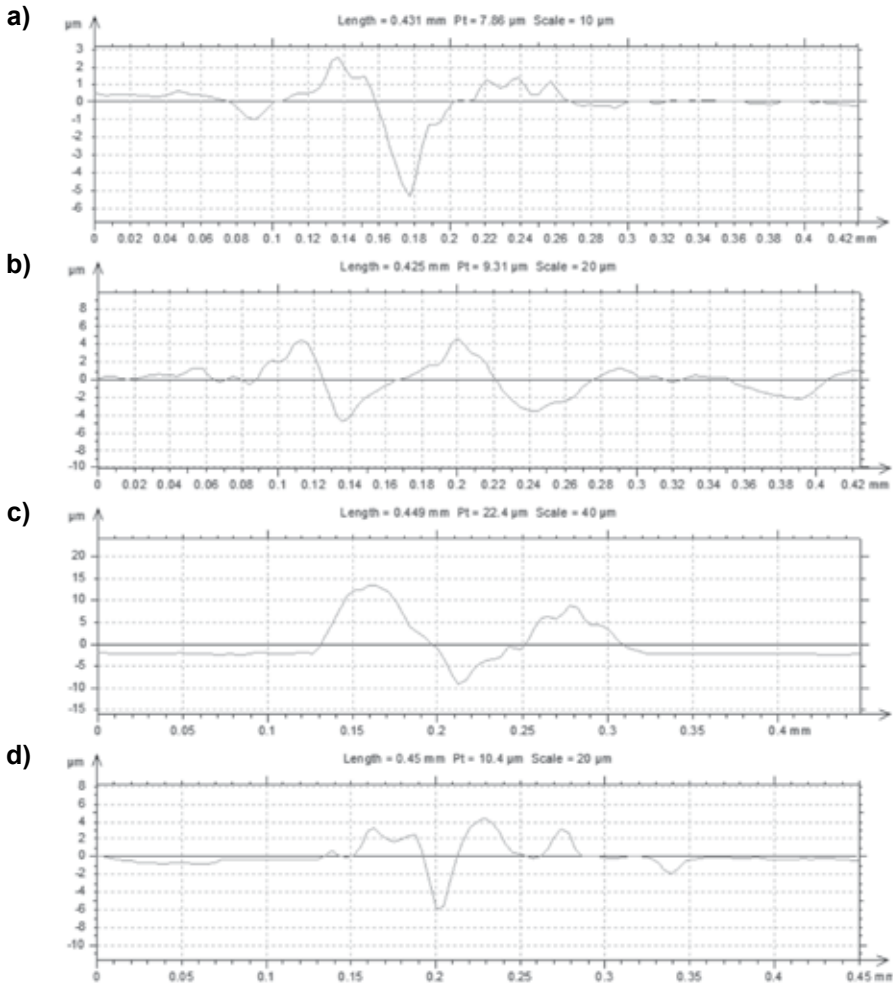 a)
Length = 0.431 mm Pt = 7.86 µm Scale = 10 µm
µm
3
2
1
0
-1
-2
-3
-4
-5
-6
0 0.02 0.04 0.06 0.08 0.1 0.12 0.14 0.16 0.18 0.2 0.22 0.24 0.26 0.28 0.3 0.32 0.34 0.36 0.38 0.4 0.42 mm
b)
Length = 0.425 mm Pt = 9.31 µm Scale = 20 µm
µm
8
6
4
2
0
-2
-4
-6
-8
-10
0 0.02 0.04 0.06 0.08 0.1 0.12 0.14 0.16 0.18 0.2 0.22 0.24 0.26 0.28 0.3 0.32 0.34 0.36 0.38 0.4 0.42 mm
c)
Length = 0.449 mm Pt = 22.4 µm Scale = 40 µm
µm
20
15
10
5
0
-5
-10
-15
0 0.05 0.1 0.15 0.2 0.25 0.3 0.35 0.4 mm
d)
Length = 0.45 mm Pt = 10.4 µm Scale = 20 µm
µm
8
6
4
2
0
-2
-4
-6
-8
-10
0 0.05 0.1 0.15 0.2 0.25 0.3 0.35 0.4 0.45 mm